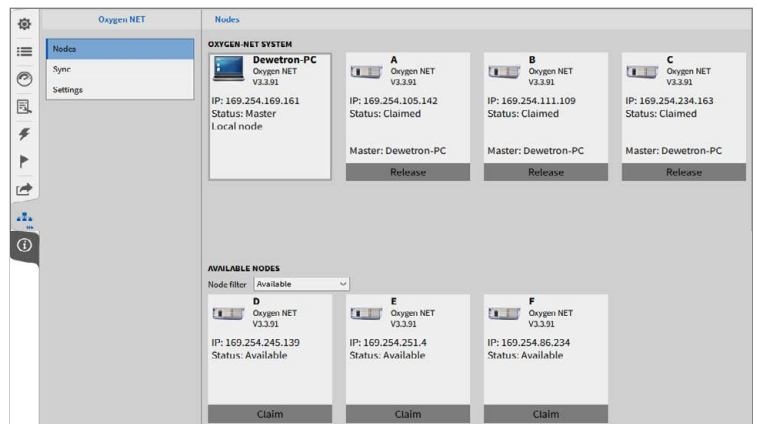 Oxygen NET
Nodes
Nodes
Sync
Settings
OXYGEN-NET SYSTEM
Dewetron-PC
Oxygen NET
V3.3.91
IP: 169.254.169.161
Status: Master
Local node
A
Oxygen NET
V3.3.91
IP: 169.254.105.142
Status: Claimed
Master: Dewetron-PC
Release
B
Oxygen NET
V3.3.91
IP: 169.254.111.109
Status: Claimed
Master: Dewetron-PC
Release
C
Oxygen NET
V3.3.91
IP: 169.254.234.163
Status: Claimed
Master: Dewetron-PC
Release
AVAILABLE NODES
Node filter Available
D
Oxygen NET
V3.3.91
IP: 169.254.245.139
Status: Available
Claim
E
Oxygen NET
V3.3.91
IP: 169.254.251.4
Status: Available
Claim
F
Oxygen NET
V3.3.91
IP: 169.254.86.234
Status: Available
Claim